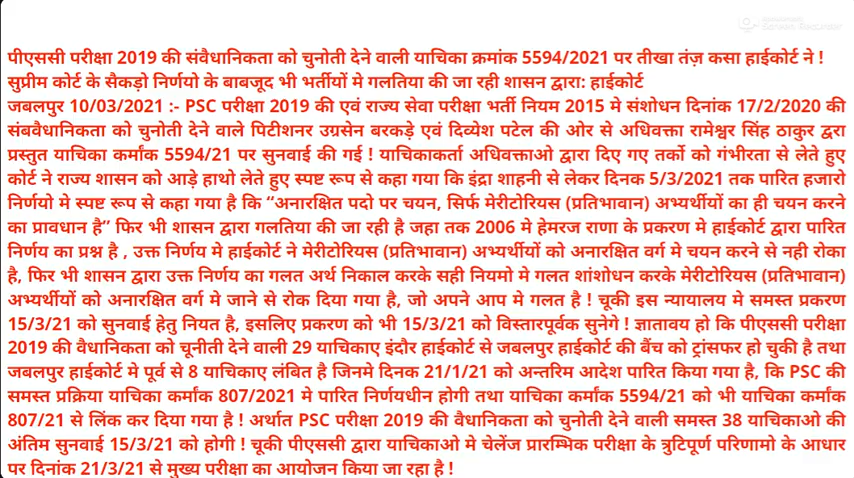 पीएससी परीक्षा 2019 की संवैधानिकता को चुनोती देने वाली याचिका क्रमांक 5594/2021 पर तीखा तंज़ कसा हाईकोर्ट ने !
सुप्रीम कोर्ट के सैकड़ो निर्णयो के बाबजूद भी भर्तीयों मे गलतिया की जा रही शासन द्वारा: हाईकोर्ट
जबलपुर 10/03/2021 :- PSC परीक्षा 2019 की एवं राज्य सेवा परीक्षा भर्ती नियम 2015 मे संशोधन दिनांक 17/2/2020 की
संबवैधानिकता को चुनोती देने वाले पिटीशनर उग्रसेन बरकड़े एवं दिव्येश पटेल की ओर से अधिवक्ता रामेश्वर सिंह ठाकुर द्वरा
प्रस्तुत याचिका कर्मांक 5594/21 पर सुनवाई की गई ! याचिकाकर्ता अधिवक्ताओ द्वारा दिए गए तर्को को गंभीरता से लेते हुए
कोर्ट ने राज्य शासन को आड़े हाथो लेते हुए स्पष्ट रूप से कहा गया कि इंद्रा शाहनी से लेकर दिनक 5/3/2021 तक पारित हजारो
निर्णयो मे स्पष्ट रूप से कहा गया है कि “अनारक्षित पदो पर चयन, सिर्फ मेरीटोरियस (प्रतिभावान) अभ्यर्थीयों का ही चयन करने
का प्रावधान है” फिर भी शासन द्वारा गलतिया की जा रही है जहा तक 2006 मे हेमराज राणा के प्रकरण मे हाईकोर्ट द्वारा पारित
निर्णय का प्रश्न है , उक्त निर्णय मे हाईकोर्ट ने मेरीटोरियस (प्रतिभावान) अभ्यर्थीयो को अनारक्षित वर्ग मे चयन करने से नही रोका
है, फिर भी शासन द्वारा उक्त निर्णय का गलत अर्थ निकाल करके सही नियमो मे गलत शांशोधन करके मेरीटोरियस (प्रतिभावान)
अभ्यर्थीयों को अनारक्षित वर्ग मे जाने से रोक दिया गया है, जो अपने आप मे गलत है ! चूकी इस न्यायालय मे समस्त प्रकरण
15/3/21 को सुनवाई हेतु नियत है, इसलिए प्रकरण को भी 15/3/21 को विस्तारपूर्वक सुनेगे ! ज्ञातावय हो कि पीएससी परीक्षा
2019 की वैधानिकता को चूनीती देने वाली 29 याचिकाए इंदौर हाईकोर्ट से जबलपुर हाईकोर्ट की बैंच को ट्रांसफर हो चुकी है तथा
जबलपुर हाईकोर्ट मे पूर्व से 8 याचिकाए लंबित है जिनमे दिनक 21/1/21 को अन्तरिम आदेश पारित किया गया है, कि PSC की
समस्त प्रक्रिया याचिका कर्मांक 807/2021 मे पारित निर्णयधीन होगी तथा याचिका कर्मांक 5594/21 को भी याचिका कर्मांक
807/21 से लिंक कर दिया गया है ! अर्थात PSC परीक्षा 2019 की वैधानिकता को चुनोती देने वाली समस्त 38 याचिकाओ की
अंतिम सुनवाई 15/3/21 को होगी ! चूकी पीएससी द्वारा याचिकाओ मे चेलेंज प्रारम्भिक परीक्षा के त्रुटिपूर्ण परिणामो के आधार
पर दिनांक 21/3/21 से मुख्य परीक्षा का आयोजन किया जा रहा है !